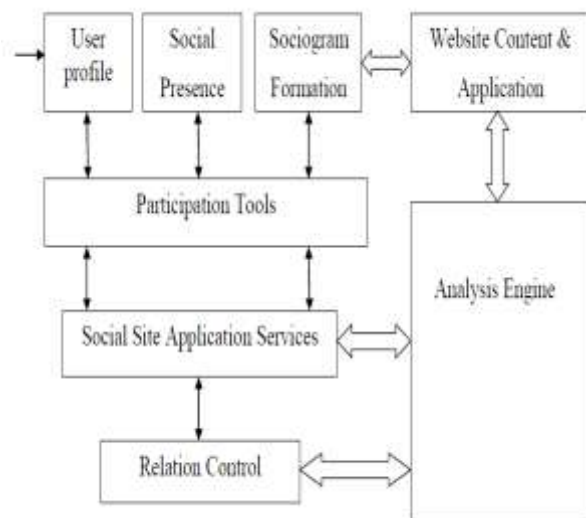 User
profile
Social
Presence
Sociogram
Formation
Website Content &
Application
Participation Tools
Analysis Engine
Social Site Application Services
Relation Control